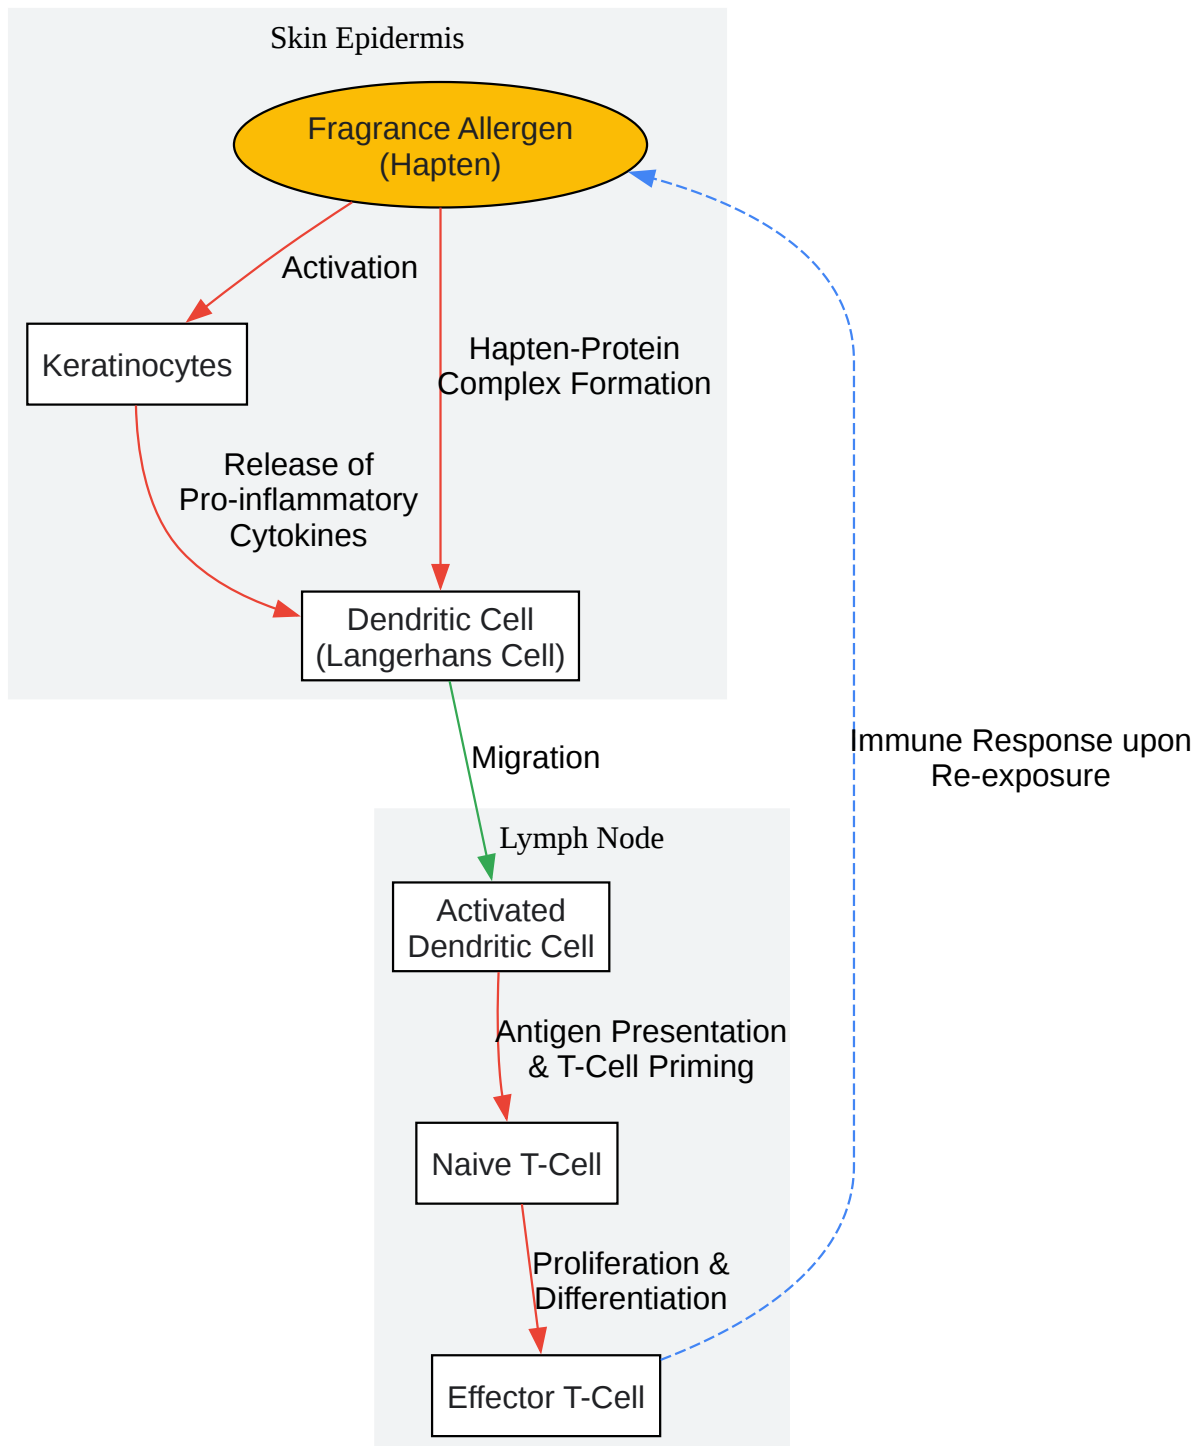 Skin Epidermis
Fragrance Allergen
(Hapten)
Activation
Keratinocytes
Hapten-Protein
Complex Formation
Release of
Pro-inflammatory
Cytokines
Dendritic Cell
(Langerhans Cell)
Migration
Immune Response upon
Re-exposure
Lymph Node
Activated
Dendritic Cell
Antigen Presentation
& T-Cell Priming
Naive T-Cell
Proliferation &
Differentiation
Effector T-Cell